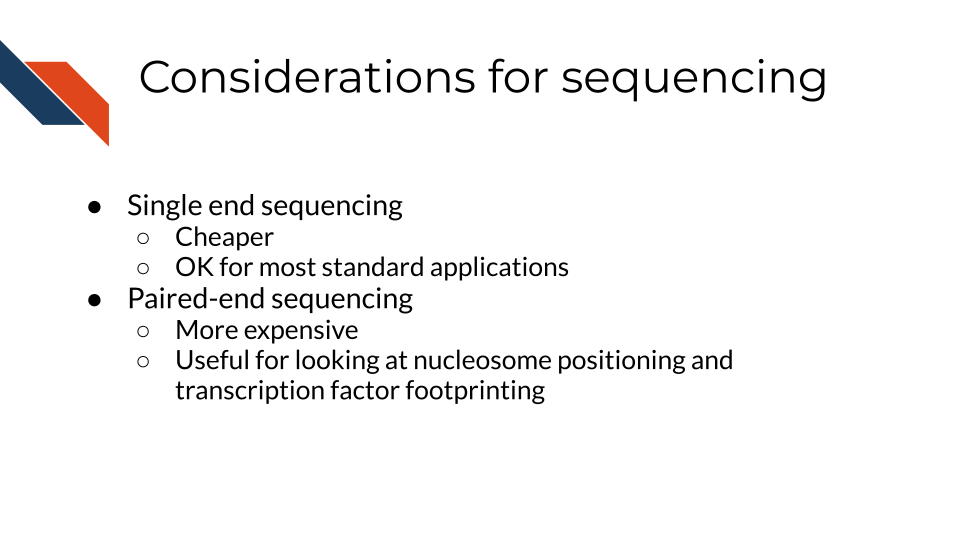 Considerations for sequencing
● Single end sequencing
○ Cheaper
○ OK for most standard applications
● Paired-end sequencing
○ More expensive
○ Useful for looking at nucleosome positioning and
transcription factor footprinting